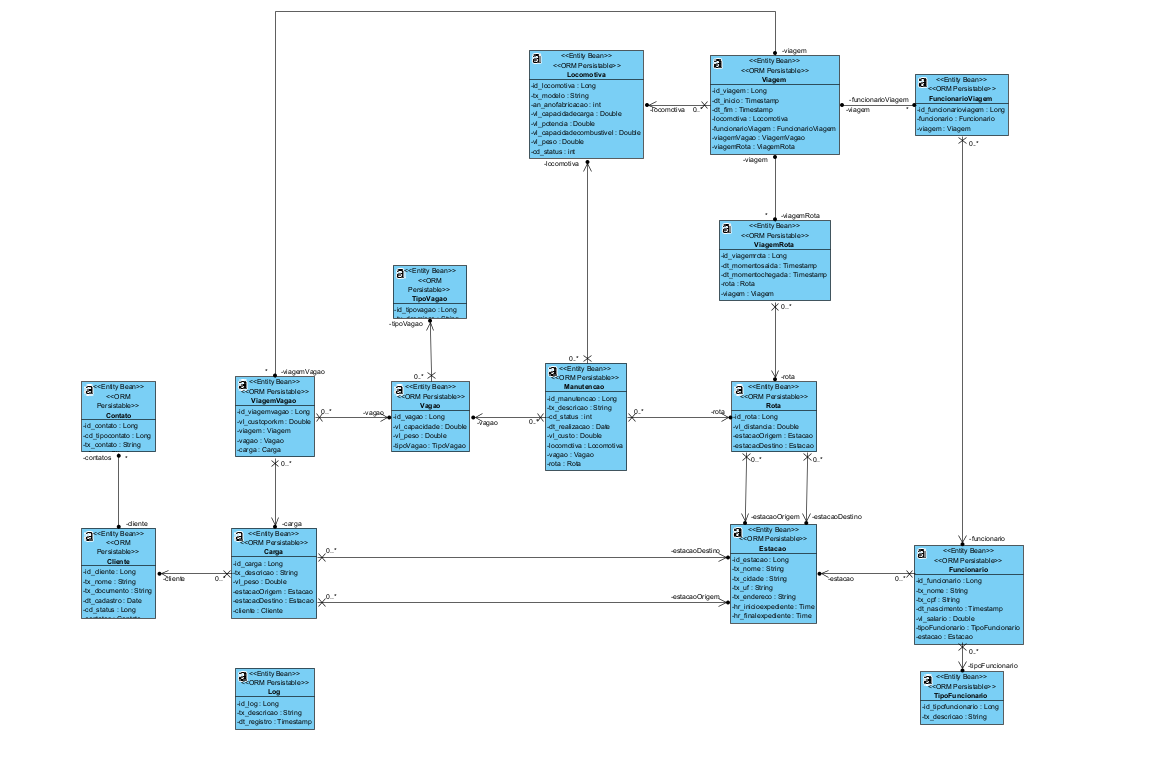 -viagem
<<Entity Bean>>
<<ORM Persistable>>
Locomotiva
-id_locomotiva : Long
-tx_modelo : String
-an_anofabricacao : int
-vl_capacidadecarga : Double
-vl_potencia : Double
-vl_capacidadecombustivel : Double
-vl_peso : Double
-cd_status : int
-locomotiva
0..*
<<Entity Bean>>
<<ORM Persistable>>
Viagem
-id_viagem : Long
-dt_inicio : Timestamp
-dt_fim : Timestamp
-locomotiva : Locomotiva
-funcionarioViagem : FuncionarioViagem
-viagemVagao : ViagemVagao
-viagemRota : ViagemRota
-funcionarioViagem
-viagem
*
<<Entity Bean>>
<<ORM Persistable>>
FuncionarioViagem
-id_funcionarioviagem : Long
-funcionario : Funcionario
-viagem : Viagem
0..*
-locomotiva
-viagem
*
-viagemRota
<<Entity Bean>>
<<ORM Persistable>>
ViagemRota
-id_viagemrota : Long
-dt_momentosaida : Timestamp
-dt_momentochegada : Timestamp
-rota : Rota
-viagem : Viagem
0..*
<<Entity Bean>>
<<ORM
Persistable>>
TipoVagao
-id_tipovagao : Long
-tipoVagao
0..*
0..*
*
-viagemVagao
-rota
<<Entity Bean>>
<<ORM
Persistable>>
Contato
-id_contato : Long
-cd_tipocontato : Long
-tx_contato : String
-contatos
*
<<Entity Bean>>
<<ORM Persistable>>
ViagemVagao
-id_viagemvagao : Long
-vl_custoporkm : Double
-viagem : Viagem
-vagao : Vagao
-carga : Carga
0..*
-vagao
0..*
<<Entity Bean>>
<<ORM Persistable>>
Vagao
-id_vagao : Long
-vl_capacidade : Double
-vl_peso : Double
-tipoVagao : TipoVagao
-vagao
0..*
<<Entity Bean>>
<<ORM Persistable>>
Manutencao
-id_manutencao : Long
-tx_descricao : String
-cd_status : int
-dt_realizacao : Date
-vl_custo : Double
-locomotiva : Locomotiva
-vagao : Vagao
-rota : Rota
0..*
-rota
<<Entity Bean>>
<<ORM Persistable>>
Rota
-id_rota : Long
-vl_distancia : Double
-estacaoOrigem : Estacao
-estacaoDestino : Estacao
0..*
0..*
-estacaoOrigem
-estacaoDestino
-cliente
-carga
<<Entity Bean>>
<<ORM
Persistable>>
Cliente
-id_cliente : Long
-tx_nome : String
-tx_documento : String
-dt_cadastro : Date
-cd_status : Long
-cliente
0..*
<<Entity Bean>>
<<ORM Persistable>>
Carga
-id_carga : Long
-tx_descricao : String
-vl_peso : Double
-estacaoOrigem : Estacao
-estacaoDestino : Estacao
-cliente : Cliente
0..*
-estacaoDestino
0..*
-estacaoOrigem
<<Entity Bean>>
<<ORM Persistable>>
Estacao
-id_estacao : Long
-tx_nome : String
-tx_cidade : String
-tx_uf : String
-tx_endereco : String
-hr_inicioexpediente : Time
-hr_finalexpediente : Time
-estacao
0..*
-funcionario
<<Entity Bean>>
<<ORM Persistable>>
Funcionario
-id_funcionario : Long
-tx_nome : String
-tx_cpf : String
-dt_nascimento : Timestamp
-vl_salario : Double
-tipoFuncionario : TipoFuncionario
-estacao : Estacao
0..*
-tipoFuncionario
<<Entity Bean>>
<<ORM Persistable>>
TipoFuncionario
-id_tipofuncionario : Long
-tx_descricao : String
<<Entity Bean>>
<<ORM Persistable>>
Log
-id_log : Long
-tx_descricao : String
-dt_registro : Timestamp